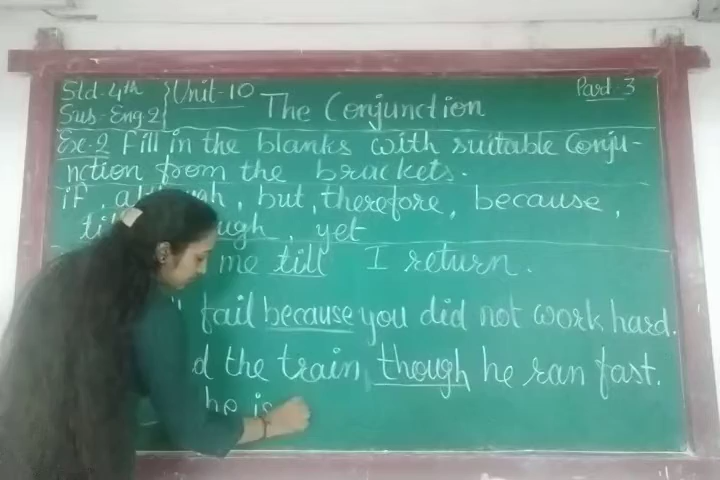 Std-4th
Sub-Eng-2
Unit-10
The Conjunction
Part-3
Ex-2 Fill in the blanks with suitable Conju-
nction from the brackets.
if, although, but, therefore, because,
yet
me till I return.
fail because you did not work hard.
the train, though he ran fast.
he is